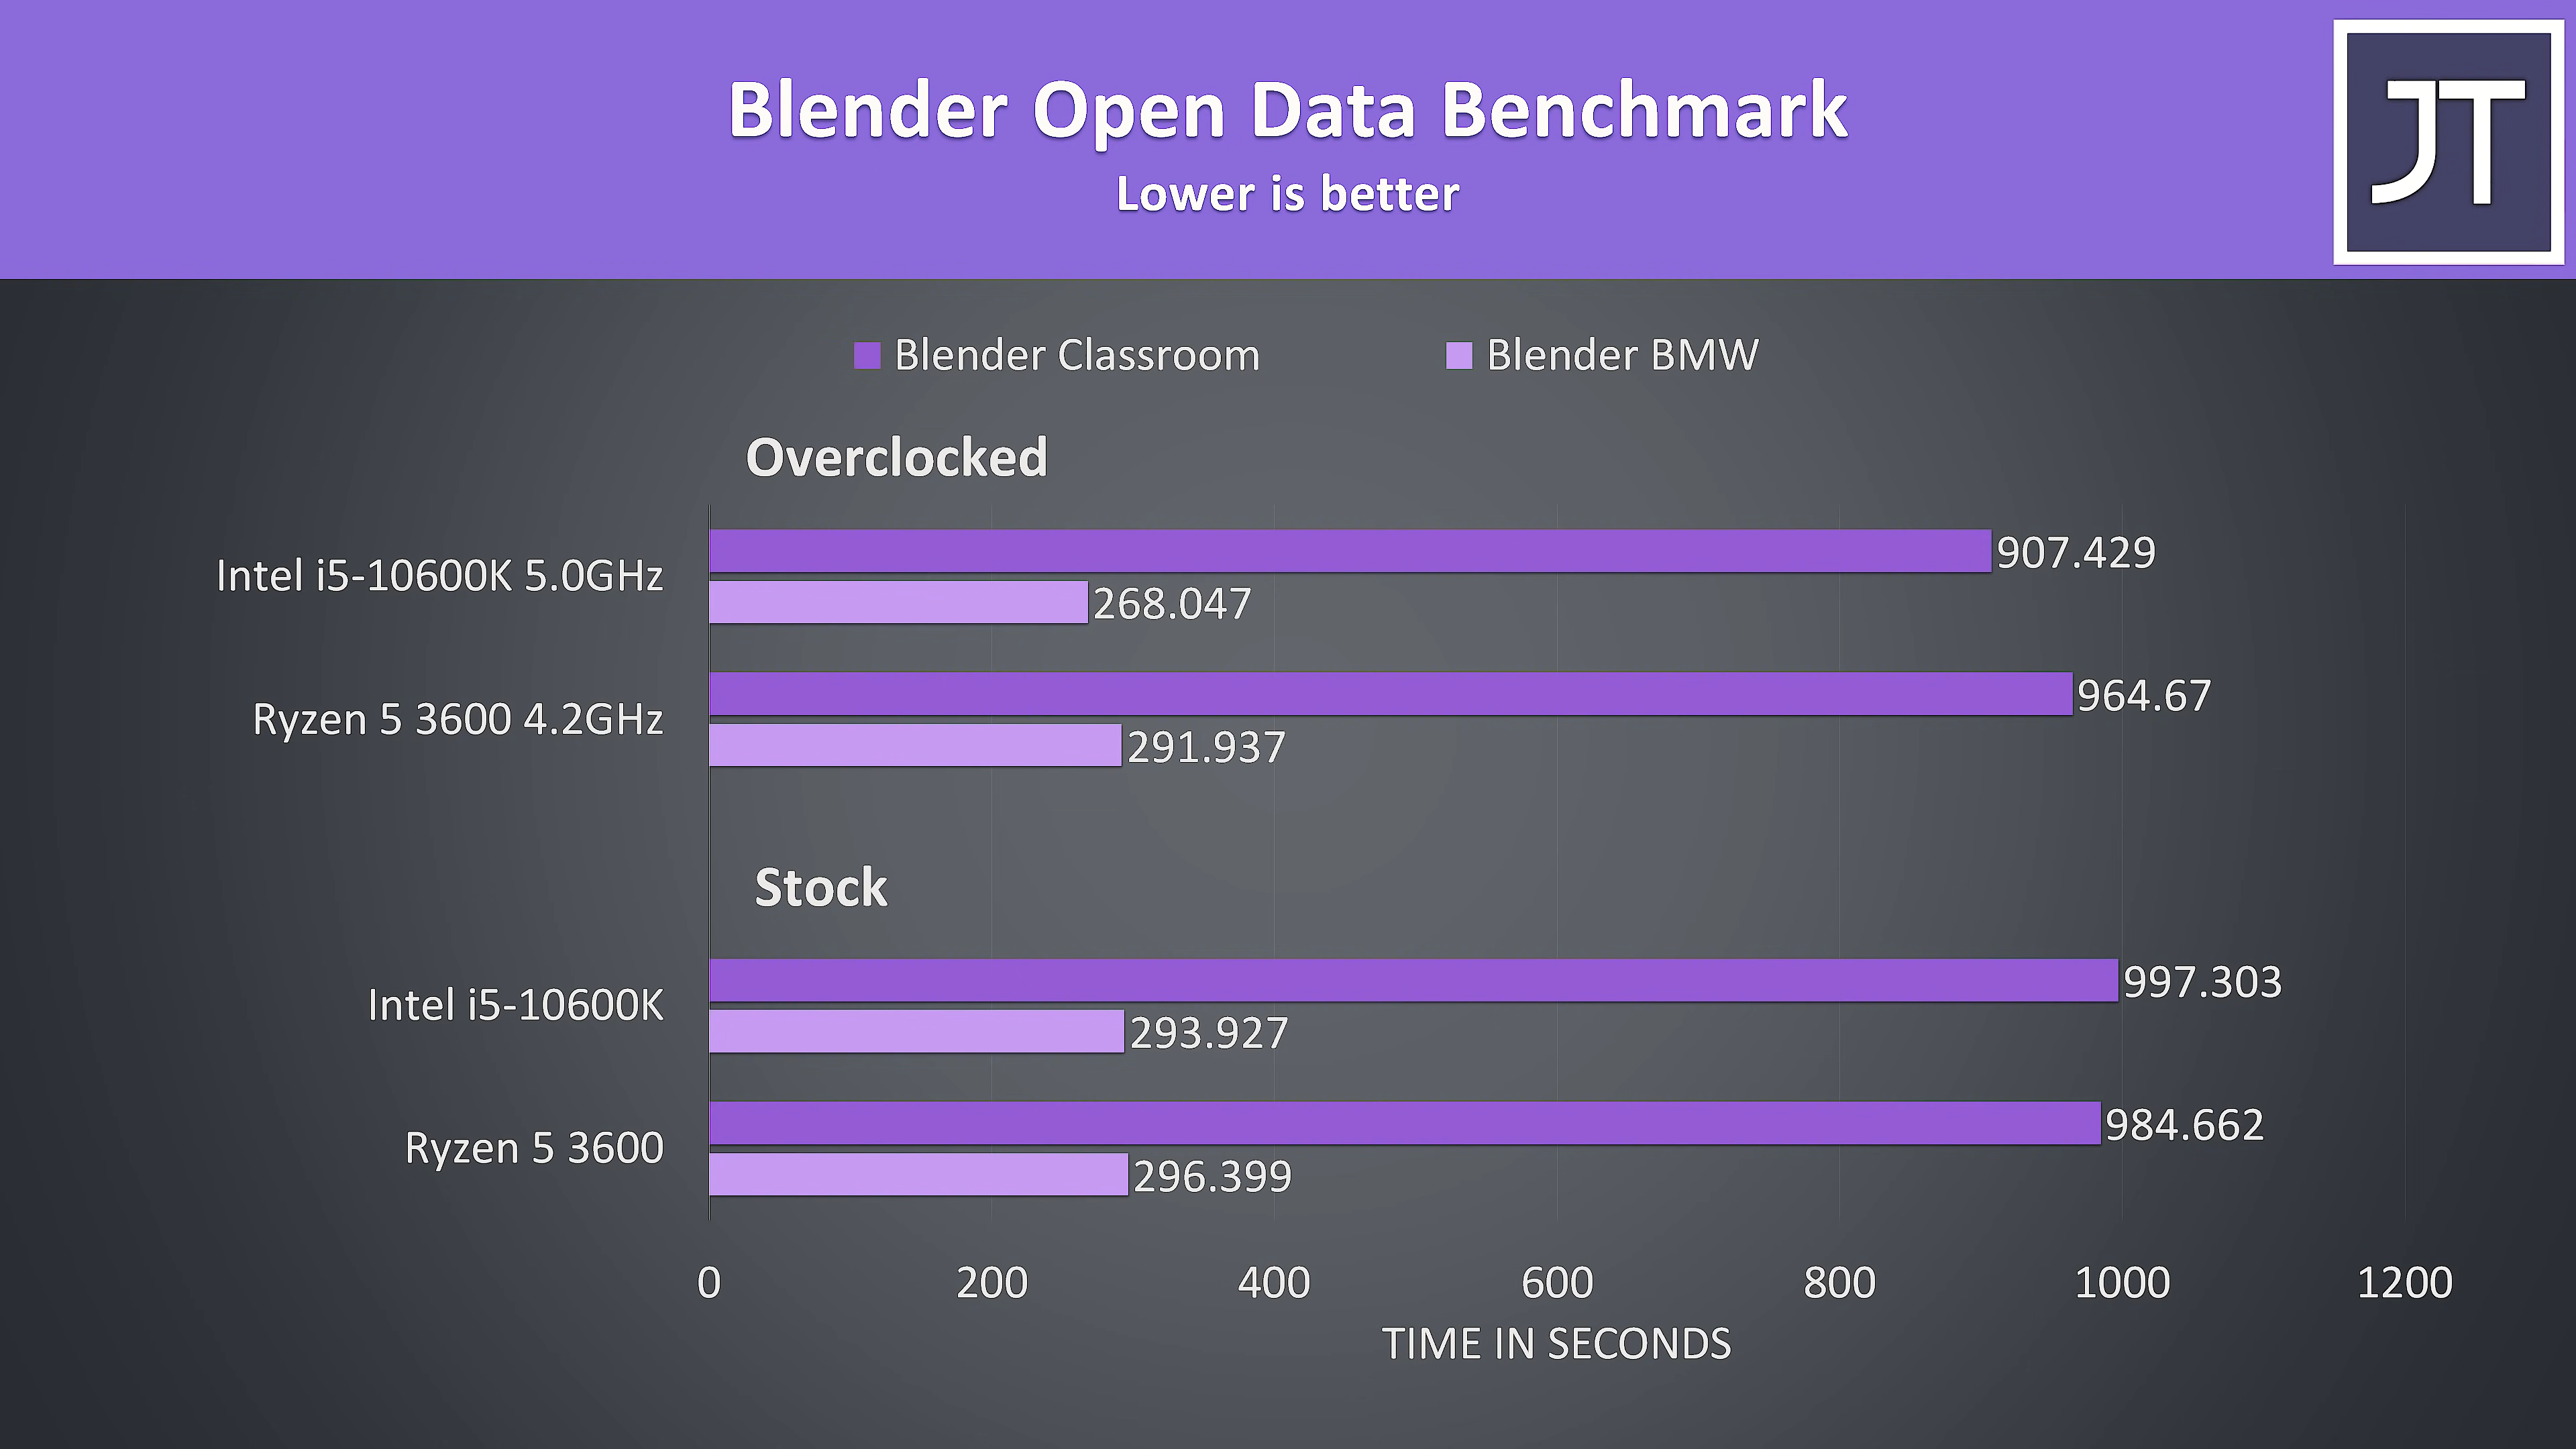 Blender Open Data Benchmark
Lower is better
JT
Blender Classroom
Blender BMW
Overclocked
Intel i5-10600K 5.0GHz
907.429
268.047
Ryzen 5 3600 4.2GHz
964.67
291.937
Stock
Intel i5-10600K
997.303
293.927
Ryzen 5 3600
984.662
296.399
0 200 400 600 800 1000 1200
TIME IN SECONDS